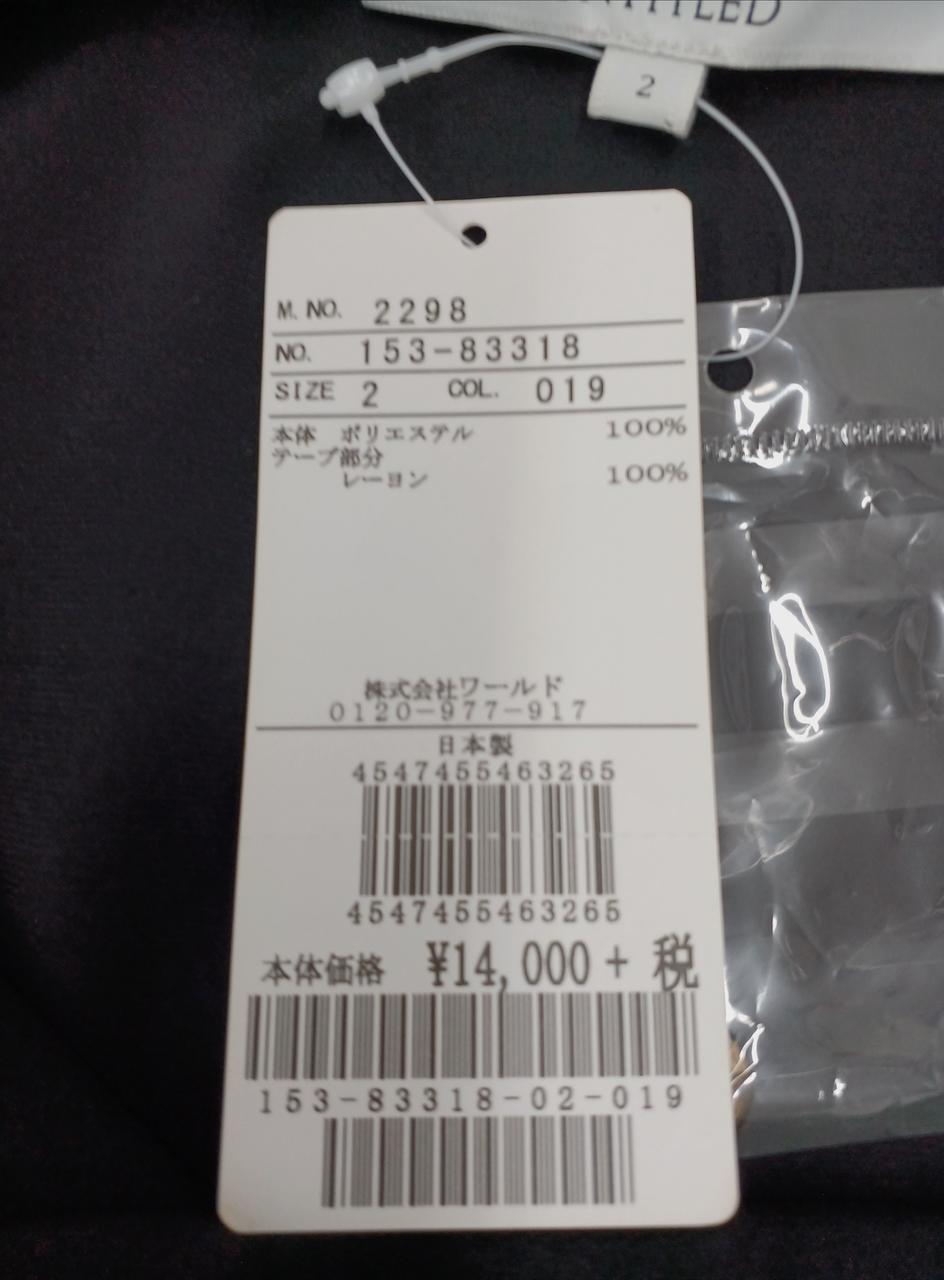 NTITLED
2
M. NO. 2298
NO. 153-83318
SIZE 2 COL. 019
本体 ポリエステル 100%
テープ部分
レーヨン 100%
株式会社ワールド
0120-977-917
日本製
4547455463265
4547455463265
本体価格 ¥14,000 + 税
153-83318-02-019